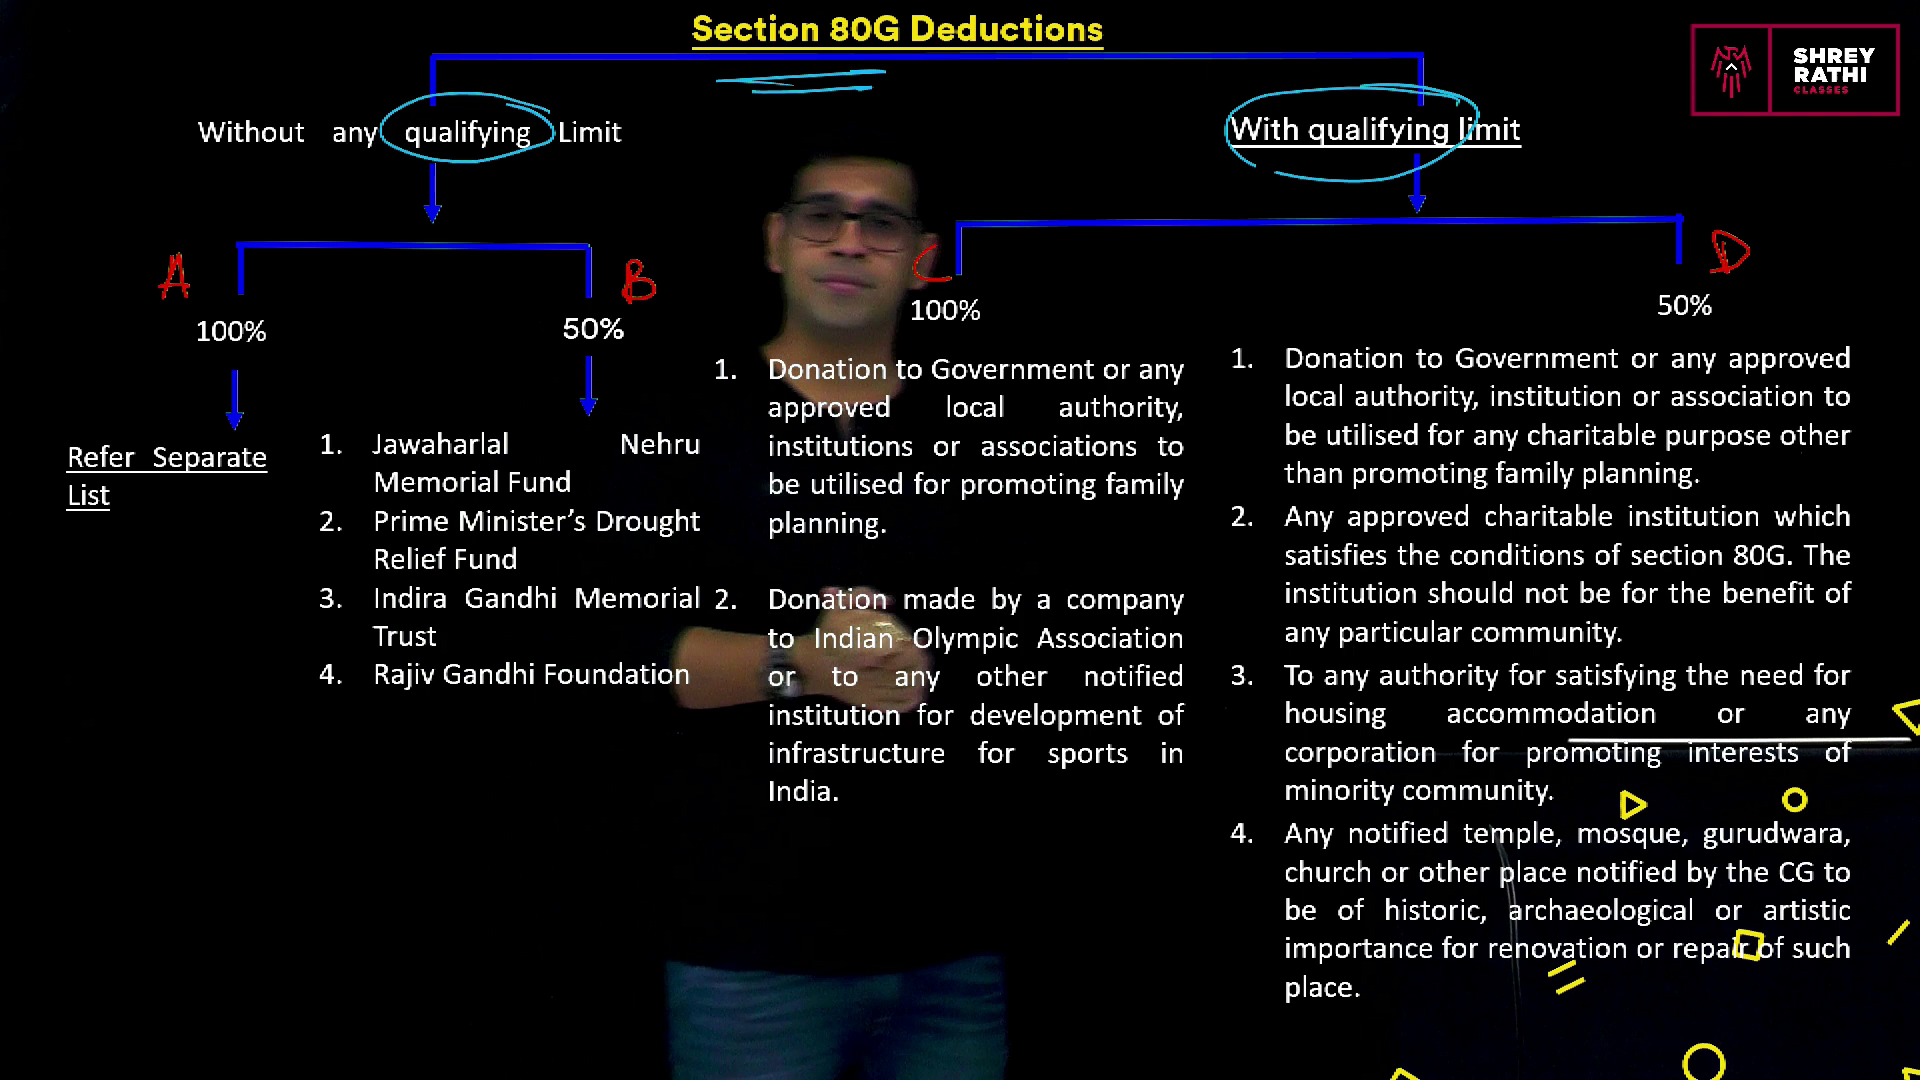 Section 80G Deductions
SHREY
RATHI
CLASSES
Without any qualifying Limit
With qualifying limit
A
B
C
D
100%
50%
100%
50%
Refer Separate
List
1. Jawaharlal Nehru
Memorial Fund
2. Prime Minister’s Drought
Relief Fund
3. Indira Gandhi Memorial
Trust
4. Rajiv Gandhi Foundation
1. Donation to Government or any
approved local authority,
institutions or associations to
be utilised for promoting family
planning.
2. Donation made by a company
to Indian Olympic Association
or to any other notified
institution for development of
infrastructure for sports in
India.
1. Donation to Government or any approved
local authority, institution or association to
be utilised for any charitable purpose other
than promoting family planning.
2. Any approved charitable institution which
satisfies the conditions of section 80G. The
institution should not be for the benefit of
any particular community.
3. To any authority for satisfying the need for
housing accommodation or any
corporation for promoting interests of
minority community.
4. Any notified temple, mosque, gurudwara,
church or other place notified by the CG to
be of historic, archaeological or artistic
importance for renovation or repair of such
place.